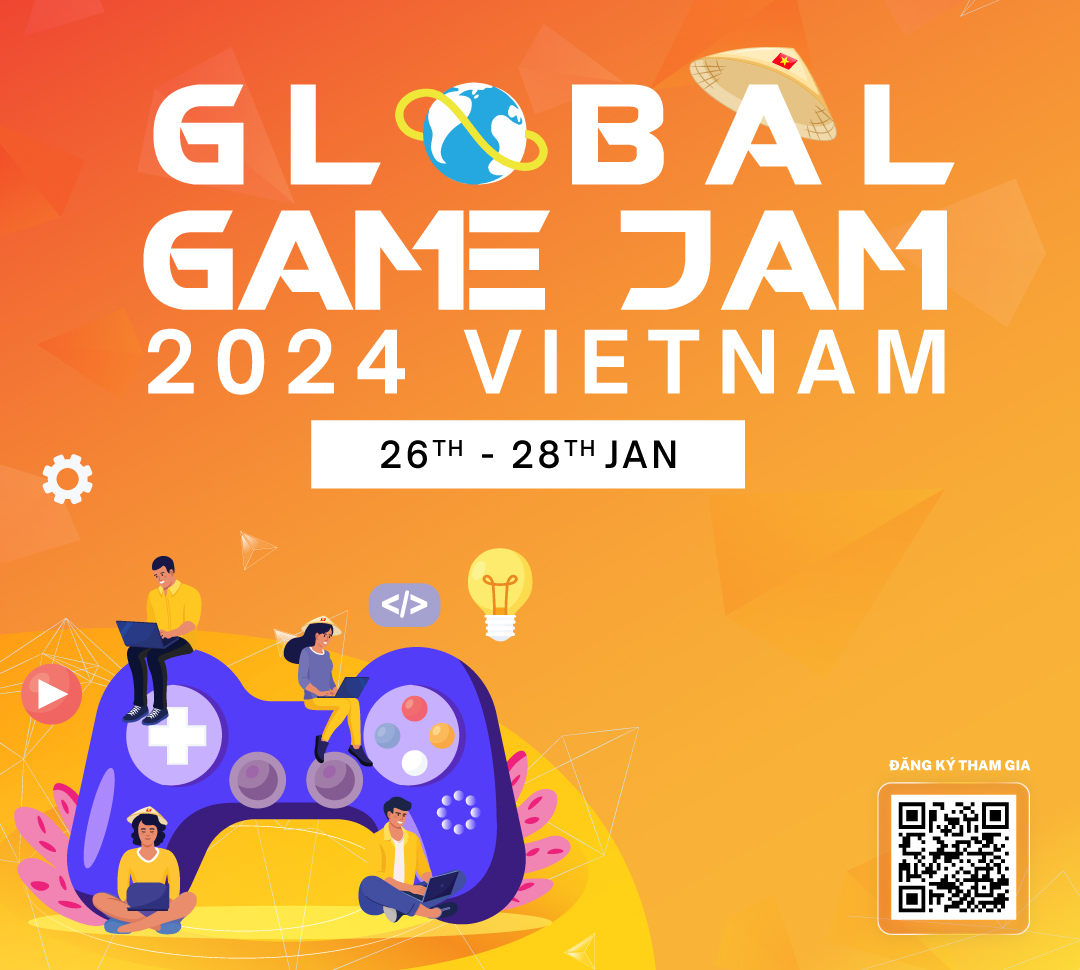 GLOBAL
GAME JAM
2024 VIETNAM
26TH - 28TH JAN
</>
ĐĂNG KÝ THAM GIA